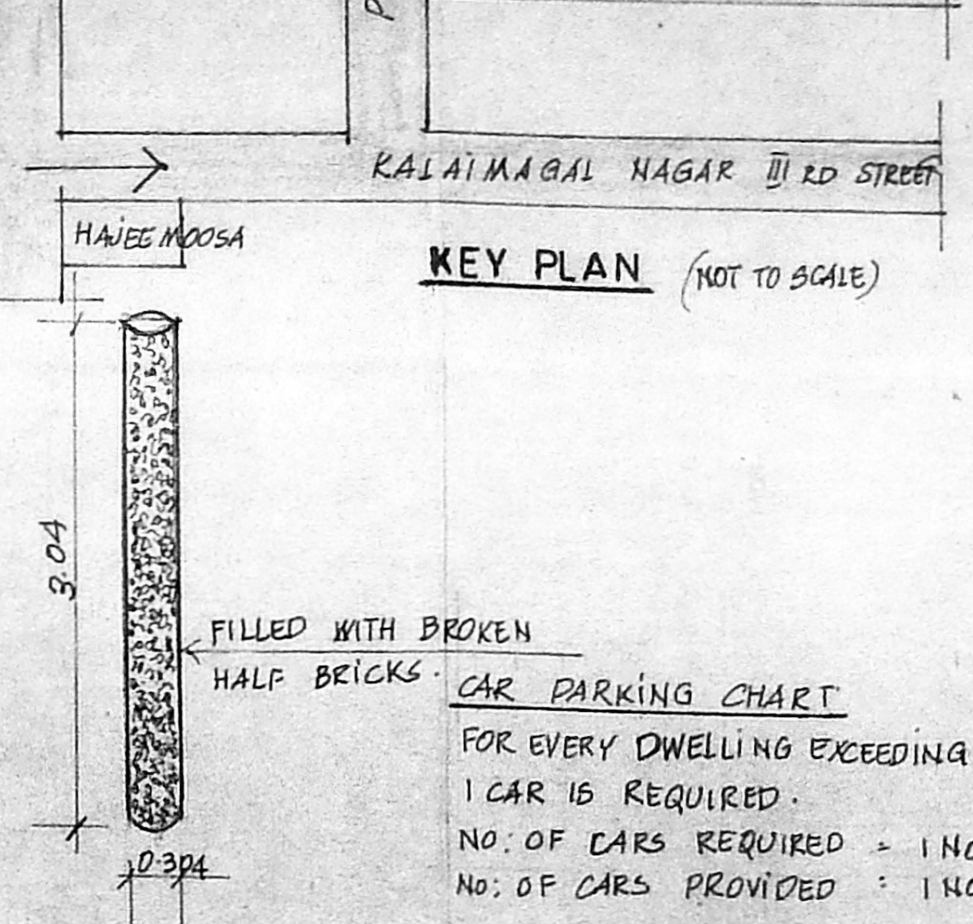 P
KALAIMAGAL NAGAR III RD STREET
HAJEE MOOSA
KEY PLAN (NOT TO SCALE)
3.04
FILLED WITH BROKEN
HALF BRICKS.
CAR PARKING CHART
FOR EVERY DWELLING EXCEEDING
1 CAR IS REQUIRED.
NO: OF CARS REQUIRED = 1 NO
NO: OF CARS PROVIDED : 1 NO
0.304